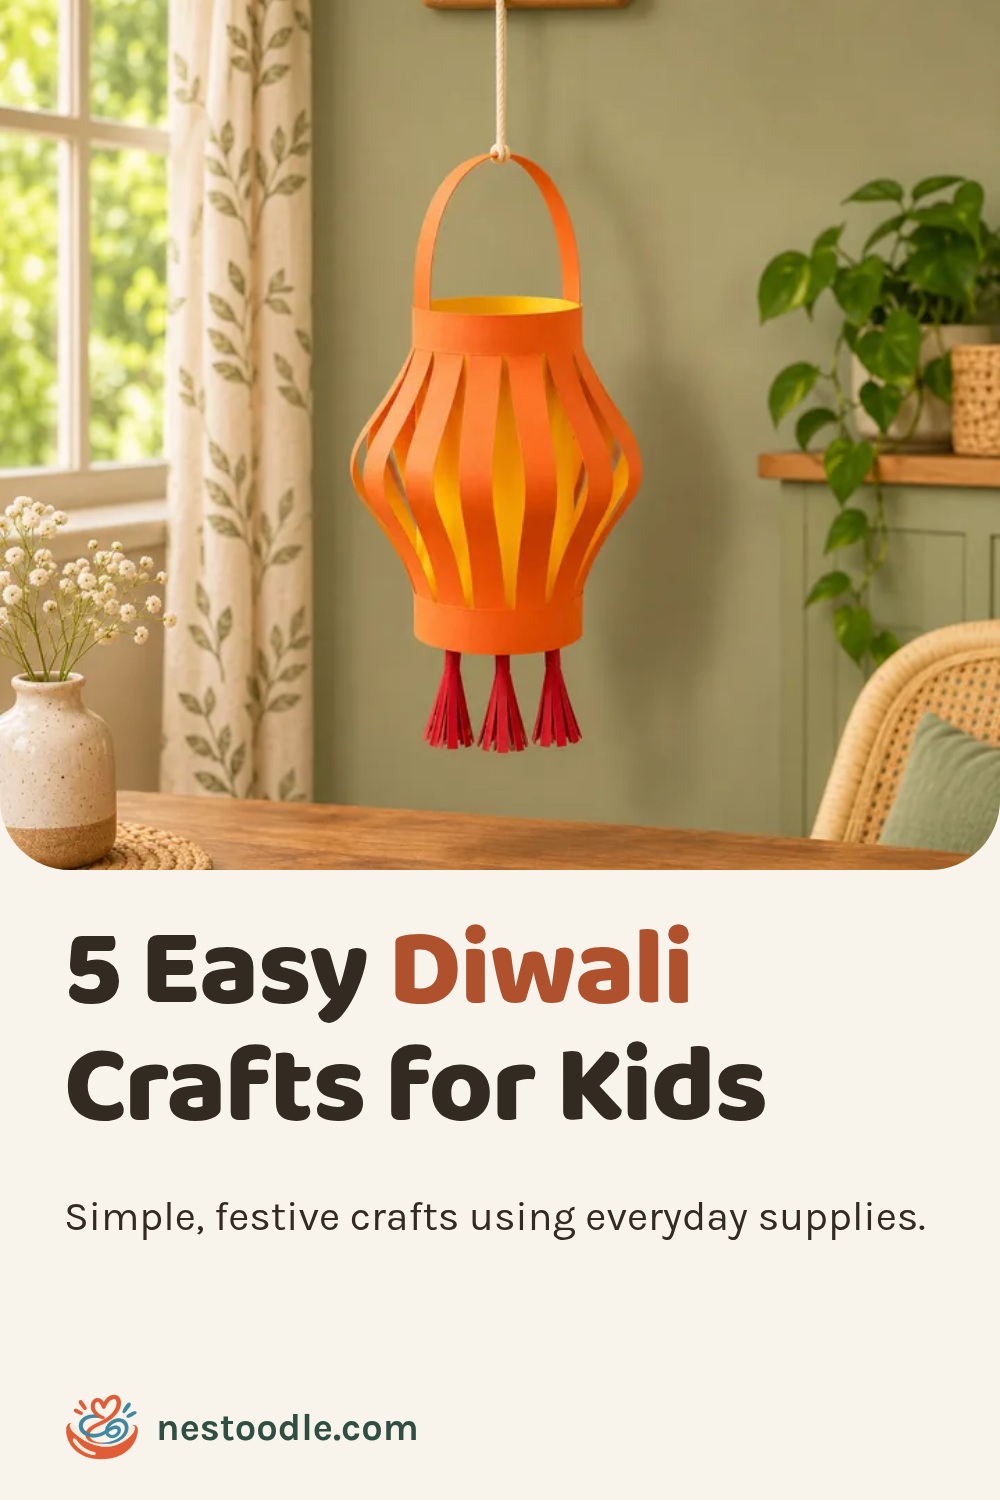 5 Easy Diwali
Crafts for Kids
Simple, festive crafts using everyday supplies.
nestoodle.com